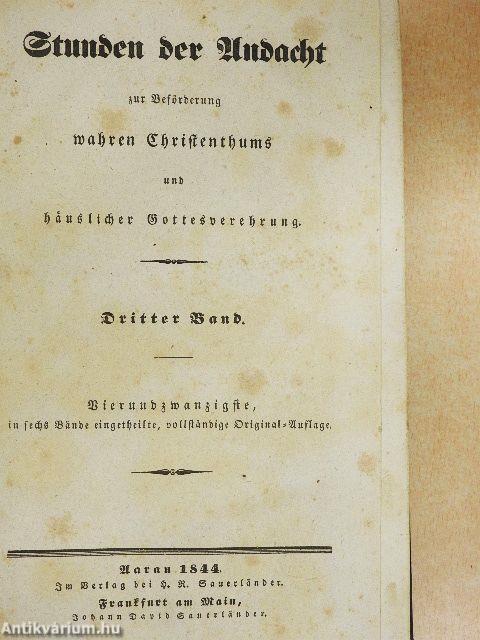 Stunden der Andacht
zur Beförderung
wahren Christenthums
und
häuslicher Gottesverehrung.
Dritter Band.
Vierundzwanzigste,
in sechs Bände eingetheilte, vollständige Original-Auflage.
Aarau 1844.
Im Verlag bei H. R. Sauerländer.
Frankfurt am Main,
Johann David Sauerländer.
Antikvárium.hu